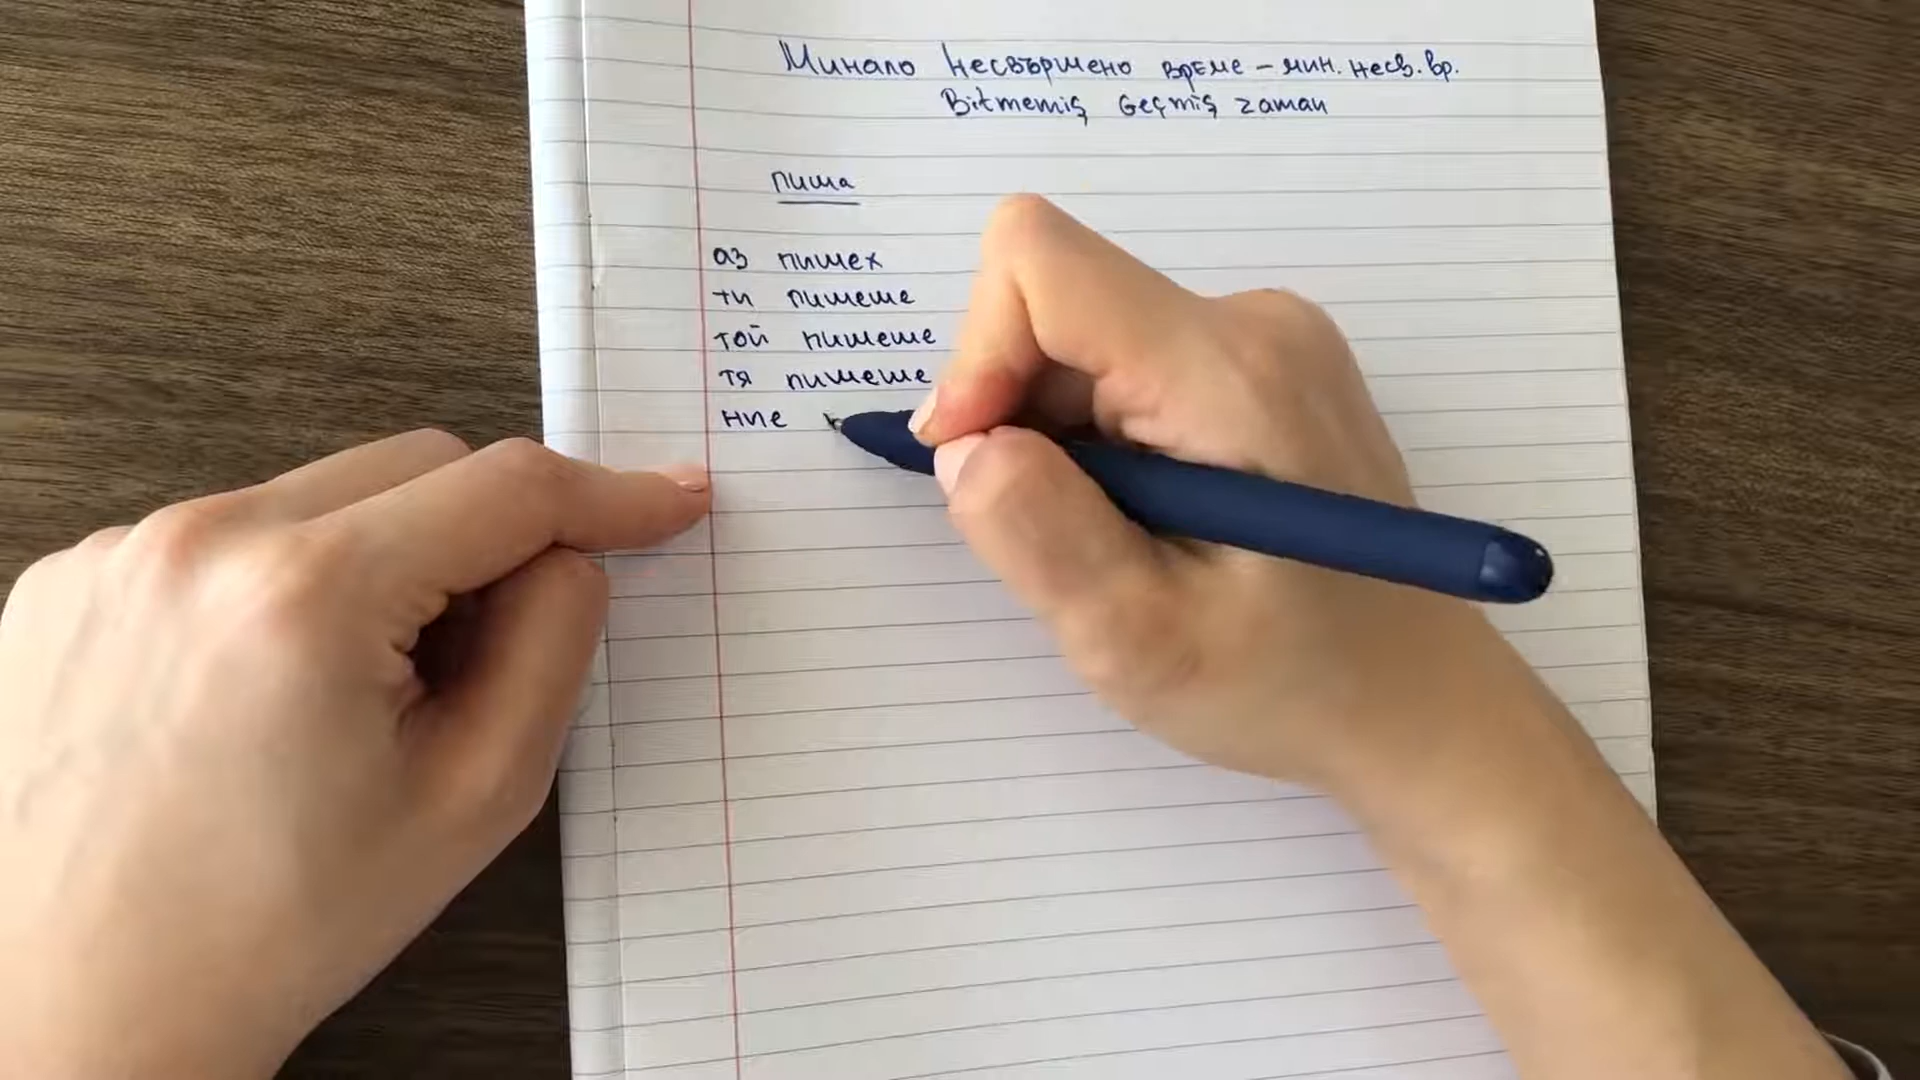 Минало Несвършено време - мин. несв. вр.
Bitmemiş Geçmiş zaman
пиша
аз пишех
ти пишеше
той пишеше
тя пишеше
ние